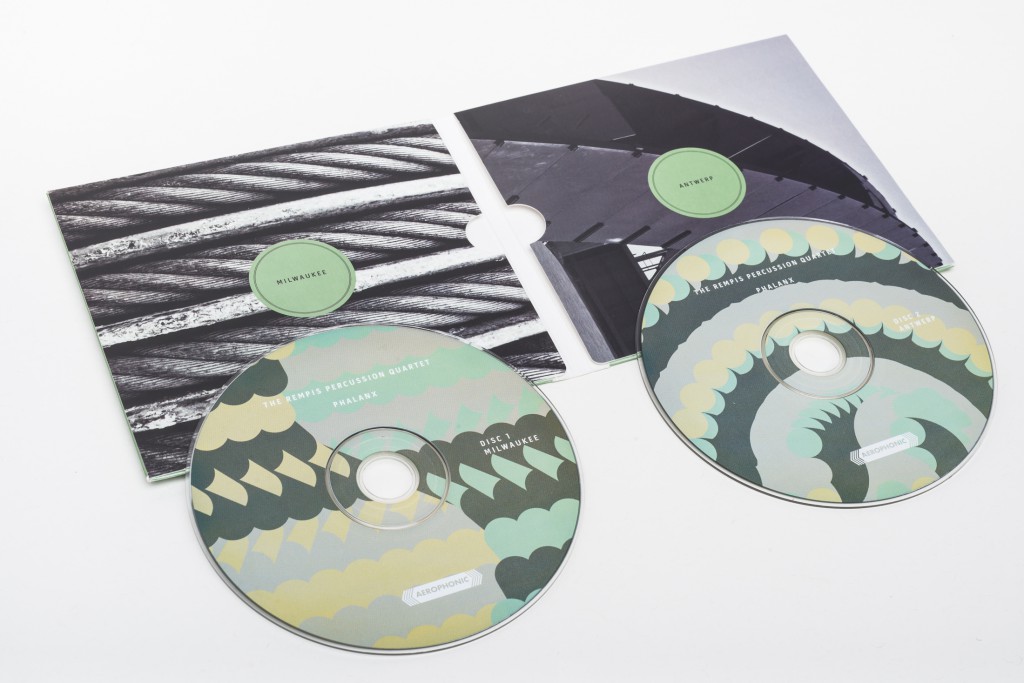 MILWAUKEE
ANTWERP
THE REMPIS PERCUSSION QUARTET
PHALANX
DISC 1
MILWAUKEE
AEROPHONIC
THE REMPIS PERCUSSION QUARTET
PHALANX
DISC 2
ANTWERP
AEROPHONIC